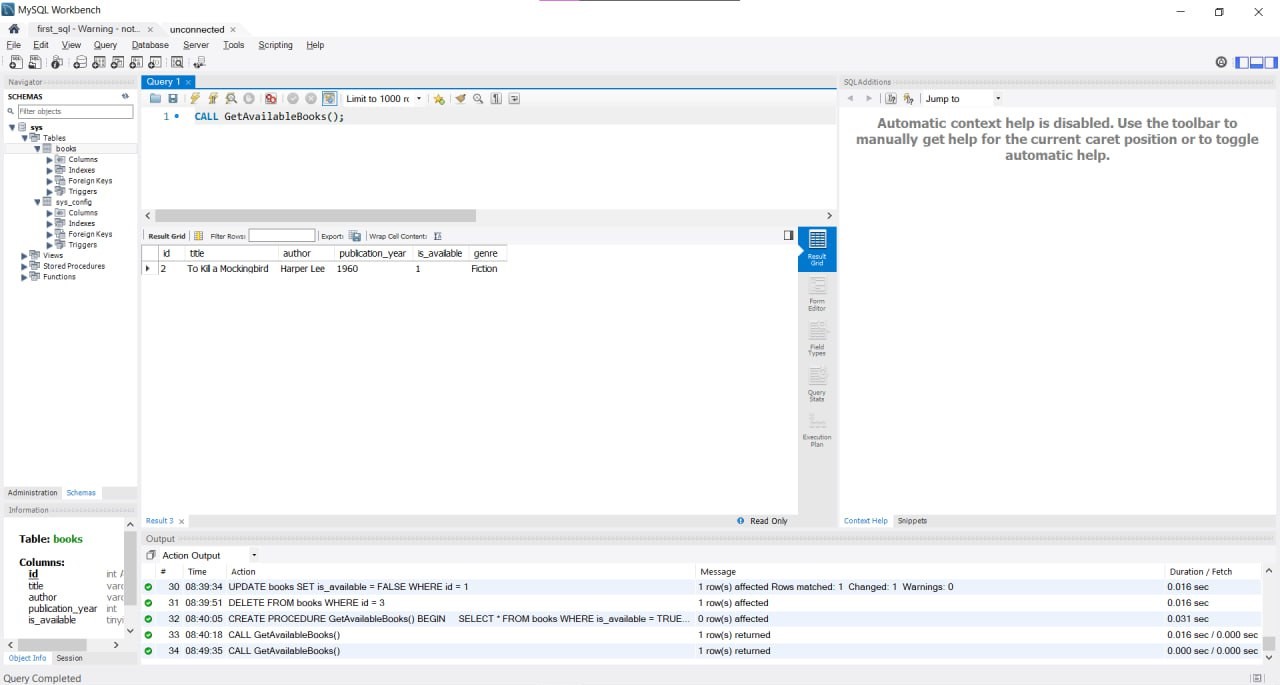 MySQL Workbench
first_sql - Warning - not... × unconnected ×
File Edit View Query Database Server Tools Scripting Help
Navigator
SCHEMAS
Filter objects
sys
Tables
books
Columns
Indexes
Foreign Keys
Triggers
sys_config
Columns
Indexes
Foreign Keys
Triggers
Views
Stored Procedures
Functions
Administration Schemas
Information
Table: books
Columns:
id int
title varc
author varc
publication_year int
is_available tiny
Object Info Session
Query 1 ×
Limit to 1000 r
1 CALL GetAvailableBooks();
Result Grid Filter Rows: Export: Wrap Cell Content:
id title author publication_year is_available genre
2 To Kill a Mockingbird Harper Lee 1960 1 Fiction
Result Grid
Form Editor
Field Types
Query Stats
Execution Plan
Result 3 × Read Only
SQLAdditions
Jump to
Automatic context help is disabled. Use the toolbar to
manually get help for the current caret position or to toggle
automatic help.
Context Help Snippets
Output
Action Output
# Time Action Message Duration / Fetch
30 08:39:34 UPDATE books SET is_available = FALSE WHERE id = 1 1 row(s) affected Rows matched: 1 Changed: 1 Warnings: 0 0.016 sec
31 08:39:51 DELETE FROM books WHERE id = 3 1 row(s) affected 0.016 sec
32 08:40:05 CREATE PROCEDURE GetAvailableBooks() BEGIN SELECT * FROM books WHERE is_available = TRUE... 0 row(s) affected 0.031 sec
33 08:40:18 CALL GetAvailableBooks() 1 row(s) returned 0.016 sec / 0.000 sec
34 08:49:35 CALL GetAvailableBooks() 1 row(s) returned 0.000 sec / 0.000 sec
Query Completed